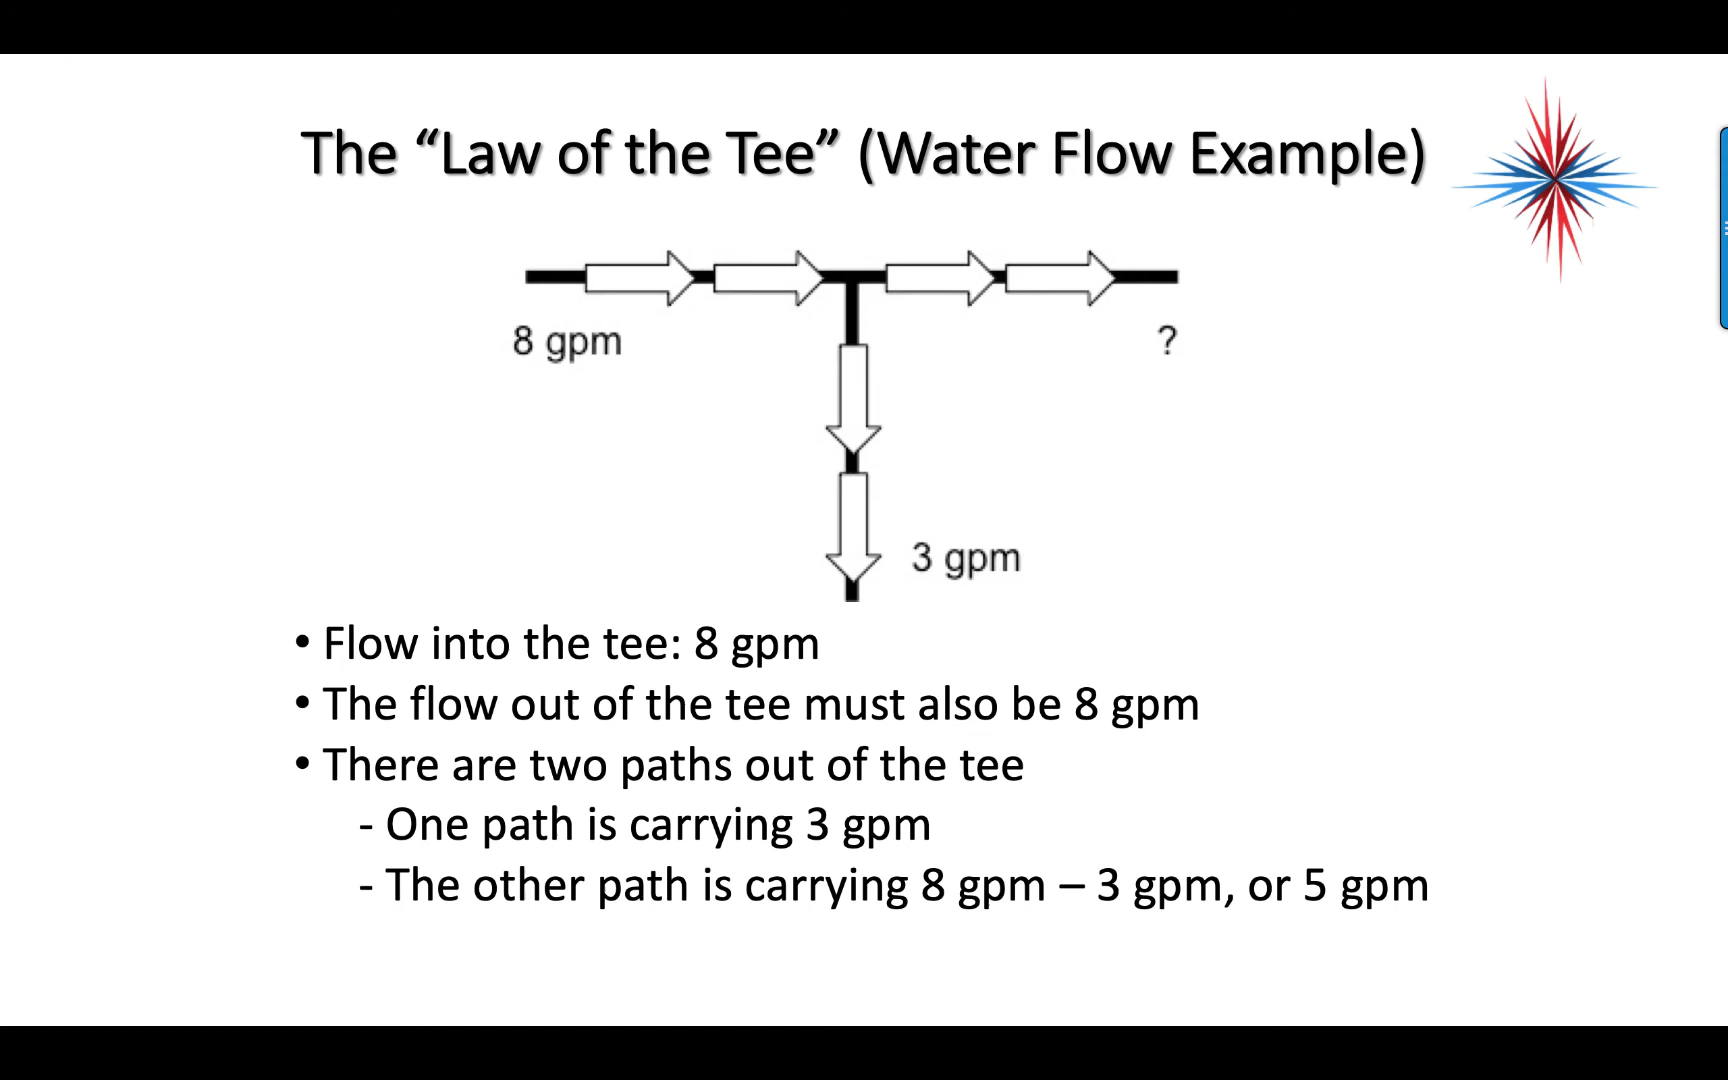 The “Law of the Tee” (Water Flow Example)
8 gpm
?
3 gpm
• Flow into the tee: 8 gpm
• The flow out of the tee must also be 8 gpm
• There are two paths out of the tee
- One path is carrying 3 gpm
- The other path is carrying 8 gpm – 3 gpm, or 5 gpm